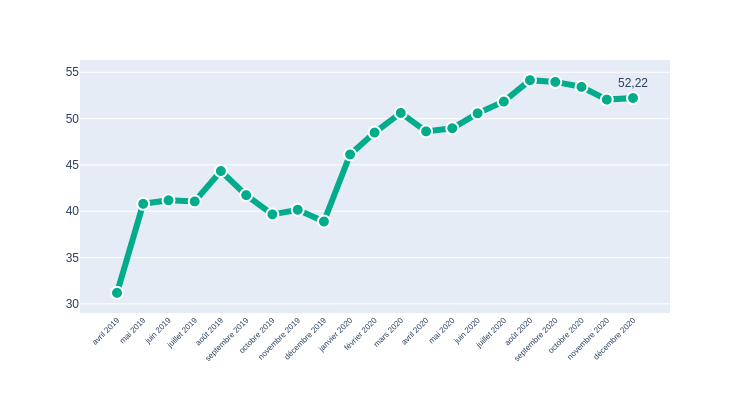 55
50
45
40
35
30
52,22
avril 2019
mai 2019
juin 2019
juillet 2019
août 2019
septembre 2019
octobre 2019
novembre 2019
décembre 2019
janvier 2020
février 2020
mars 2020
avril 2020
mai 2020
juin 2020
juillet 2020
août 2020
septembre 2020
octobre 2020
novembre 2020
décembre 2020